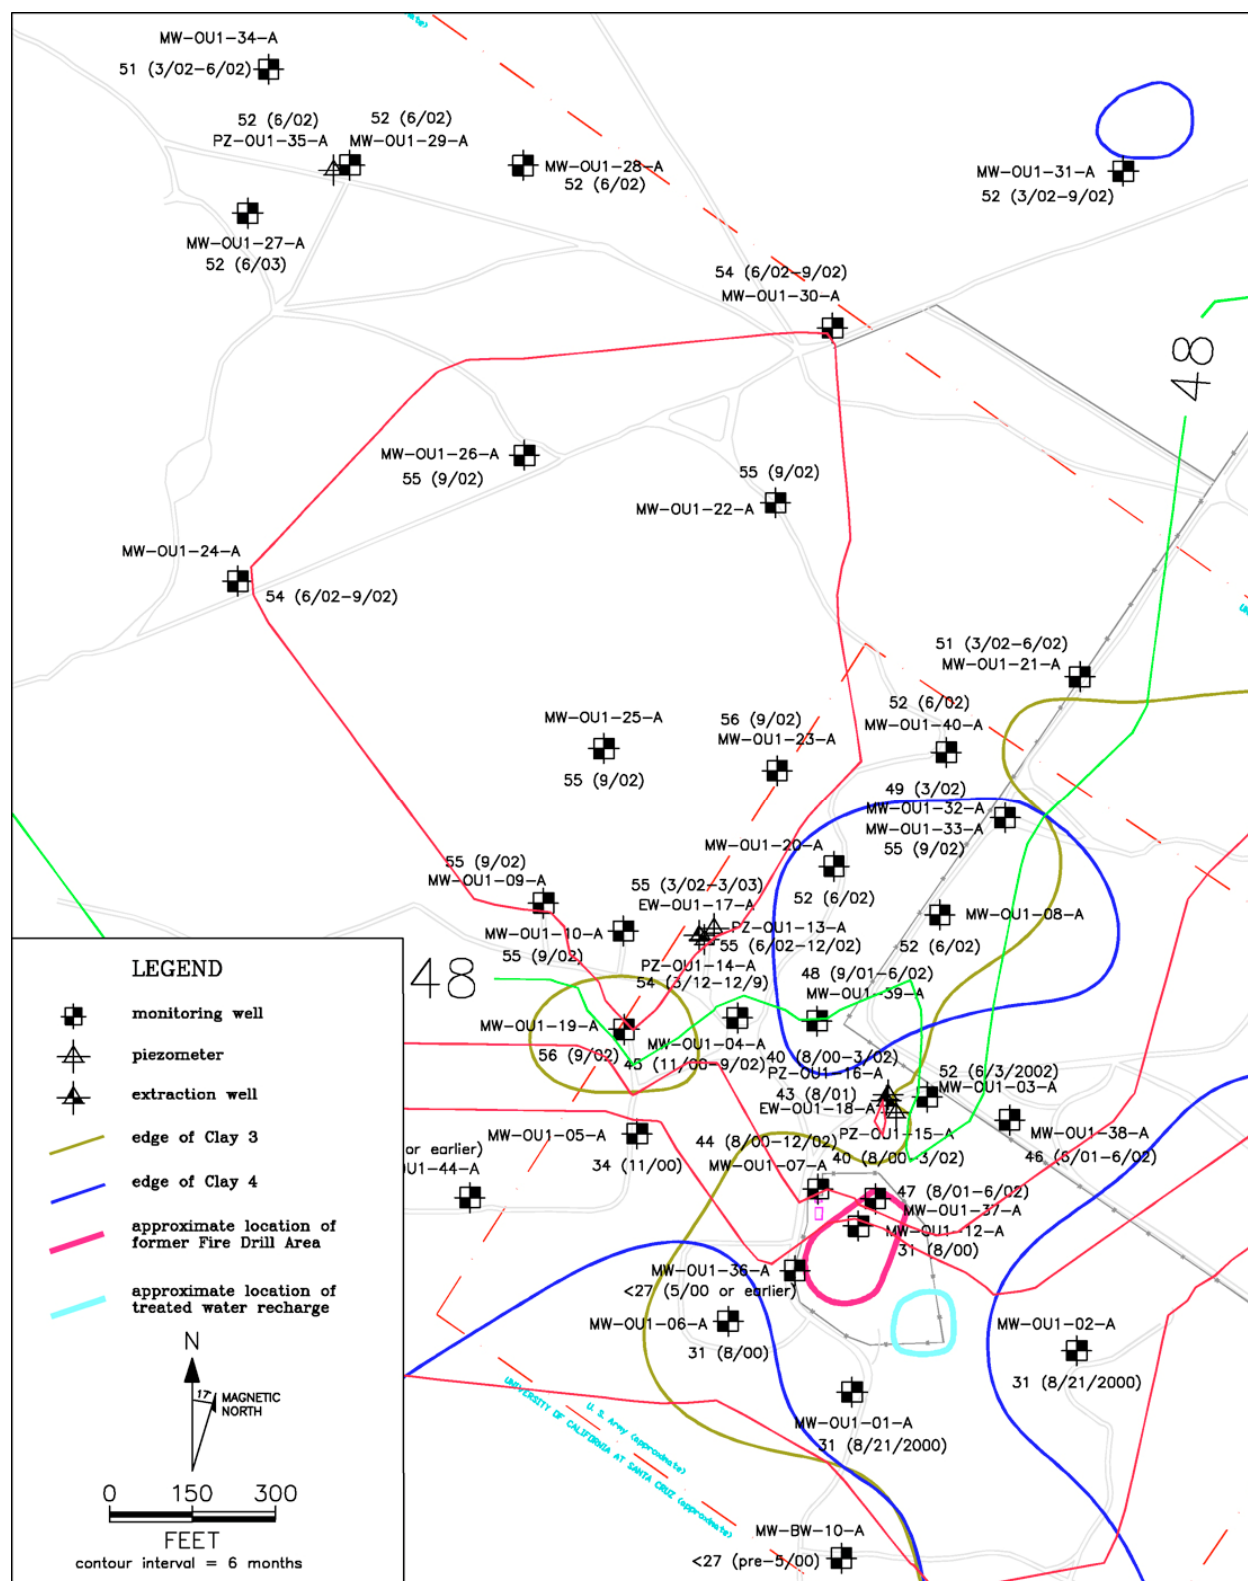 MW-OU1-34-A
51 (3/02-6/02)
52 (6/02)
PZ-OU1-35-A
52 (6/02)
MW-OU1-29-A
MW-OU1-28-A
52 (6/02)
MW-OU1-31-A
52 (3/02-9/02)
MW-OU1-27-A
52 (6/03)
54 (6/02-9/02)
MW-OU1-30-A
48
MW-OU1-26-A
55 (9/02)
55 (9/02)
MW-OU1-22-A
MW-OU1-24-A
54 (6/02-9/02)
51 (3/02-6/02)
MW-OU1-21-A
52 (6/02)
MW-OU1-40-A
MW-OU1-25-A
55 (9/02)
56 (9/02)
MW-OU1-23-A
49 (3/02)
MW-OU1-32-A
MW-OU1-33-A
55 (9/02)
MW-OU1-20-A
52 (6/02)
55 (9/02)
MW-OU1-09-A
55 (3/02-3/03)
EW-OU1-17-A
MW-OU1-08-A
52 (6/02)
MW-OU1-10-A
55 (9/02)
PZ-OU1-13-A
55 (6/02-12/02)
PZ-OU1-14-A
54 (3/12-12/9)
48
48 (9/01-6/02)
MW-OU1-39-A
MW-OU1-19-A
56 (9/02)
MW-OU1-04-A
45 (11/00-9/02)
40 (8/00-3/02)
PZ-OU1-16-A
43 (8/01)
EW-OU1-18-A
52 (6/3/2002)
MW-OU1-03-A
MW-OU1-38-A
46 (6/01-6/02)
MW-OU1-05-A
34 (11/00)
44 (8/00-12/02)
MW-OU1-07-A
PZ-OU1-15-A
40 (8/00-3/02)
or earlier)
OU1-44-A
47 (8/01-6/02)
MW-OU1-37-A
MW-OU1-12-A
31 (8/00)
MW-OU1-36-A
<27 (5/00 or earlier)
MW-OU1-06-A
31 (8/00)
MW-OU1-02-A
31 (8/21/2000)
MW-OU1-01-A
31 (8/21/2000)
U. S. Army (approximate)
UNIVERSITY OF CALIFORNIA AT SANTA CRUZ (approximate)
MW-BW-10-A
<27 (pre-5/00)
LEGEND
monitoring well
piezometer
extraction well
edge of Clay 3
edge of Clay 4
approximate location of
former Fire Drill Area
approximate location of
treated water recharge
N
MAGNETIC
NORTH
0 150 300
FEET
contour interval = 6 months